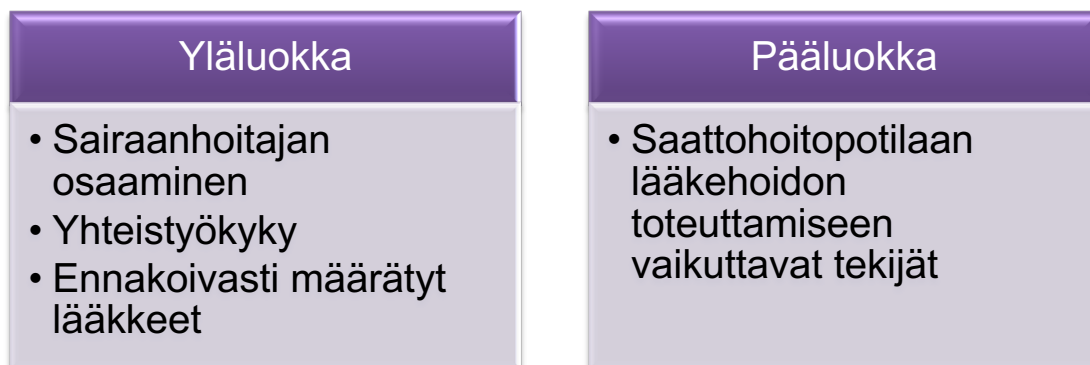 Yläluokka
• Sairaanhoitajan
osaaminen
• Yhteistyökyky
• Ennakoivasti määrätyt
lääkkeet
Pääluokka
• Saattohoitopotilaan
lääkehoidon
toteuttamiseen
vaikuttavat tekijät